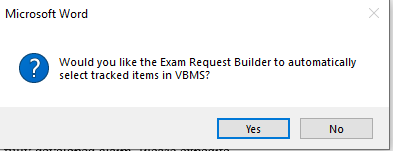 Microsoft Word
Would you like the Exam Request Builder to automatically
select tracked items in VBMS?
Yes
No